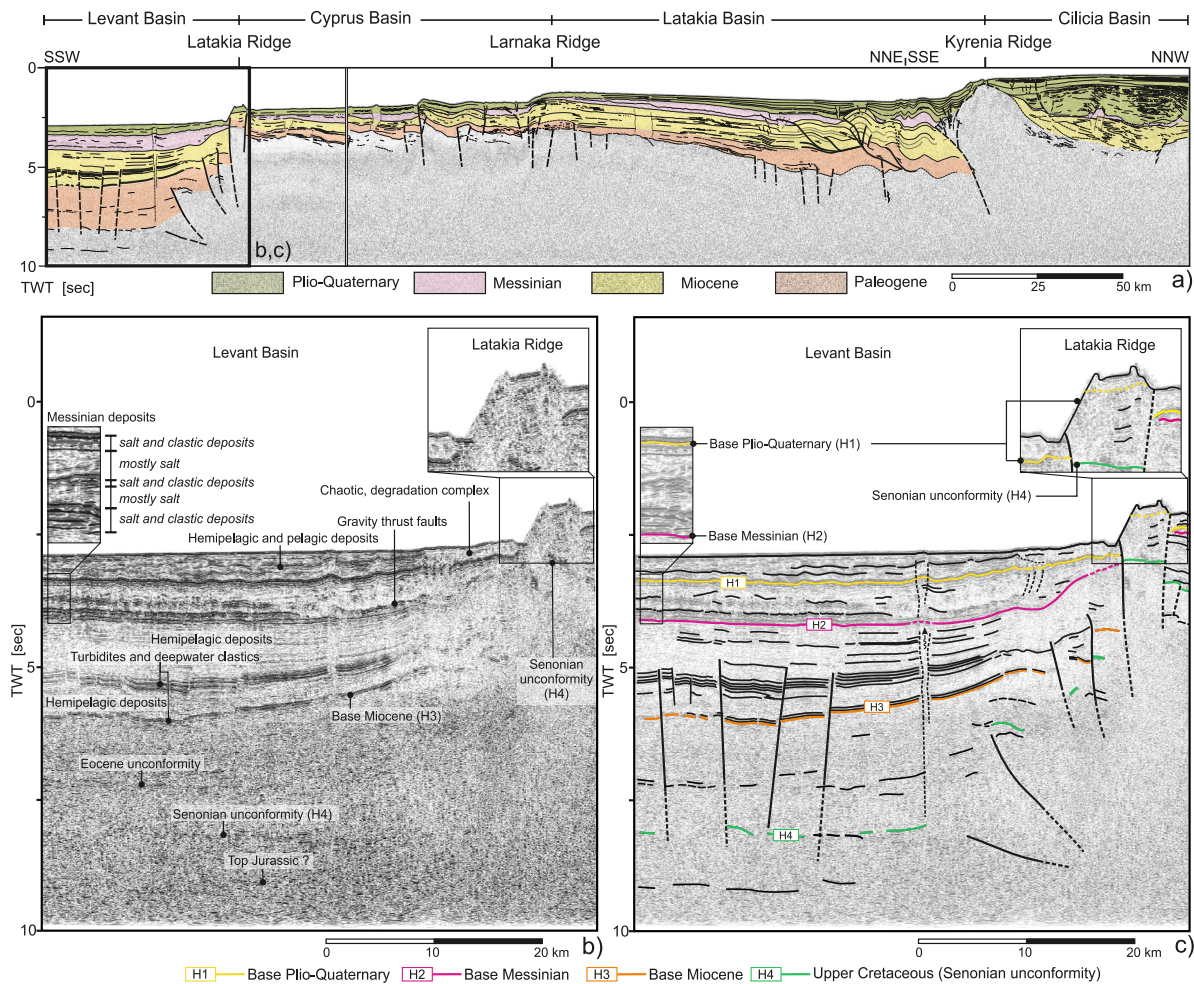 Levant Basin
Cyprus Basin
Latakia Basin
Cilicia Basin
Latakia Ridge
Larnaka Ridge
Kyrenia Ridge
SSW
NNE SSE
NNW
0
5
10
b,c)
a)
TWT [sec]
Plio-Quaternary
Messinian
Miocene
Paleogene
0 25 50 km
Levant Basin
Latakia Ridge
0
Messinian deposits
salt and clastic deposits
mostly salt
salt and clastic deposits
mostly salt
salt and clastic deposits
Chaotic, degradation complex
Gravity thrust faults
Hemipelagic and pelagic deposits
TWT [sec]
5
Hemipelagic deposits
Turbidites and deepwater clastics
Hemipelagic deposits
Senonian
unconformity
(H4)
Base Miocene (H3)
Eocene unconformity
Senonian unconformity (H4)
Top Jurassic ?
10
b)
0 10 20 km
Levant Basin
Latakia Ridge
0
Base Plio-Quaternary (H1)
Senonian unconformity (H4)
Base Messinian (H2)
H1
H2
TWT [sec]
5
H3
H4
10
c)
0 10 20 km
H1 Base Plio-Quaternary H2 Base Messinian H3 Base Miocene H4 Upper Cretaceous (Senonian unconformity)